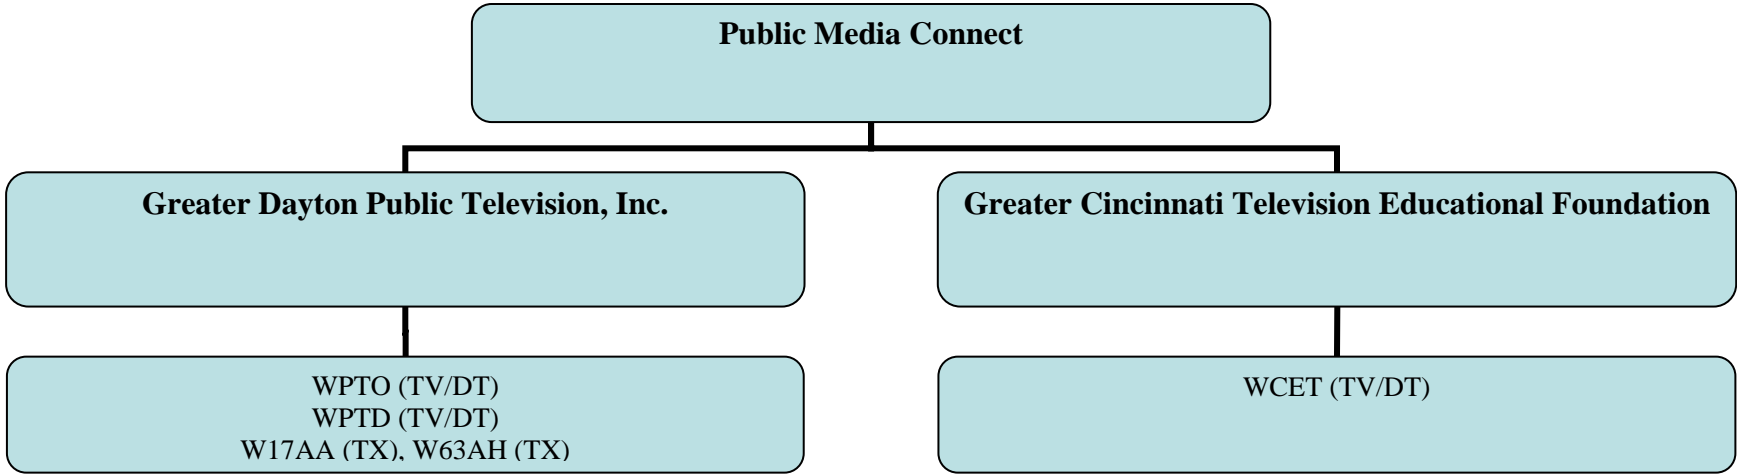 Public Media Connect
Greater Dayton Public Television, Inc.
Greater Cincinnati Television Educational Foundation
WPTO (TV/DT)
WPTD (TV/DT)
W17AA (TX), W63AH (TX)
WCET (TV/DT)